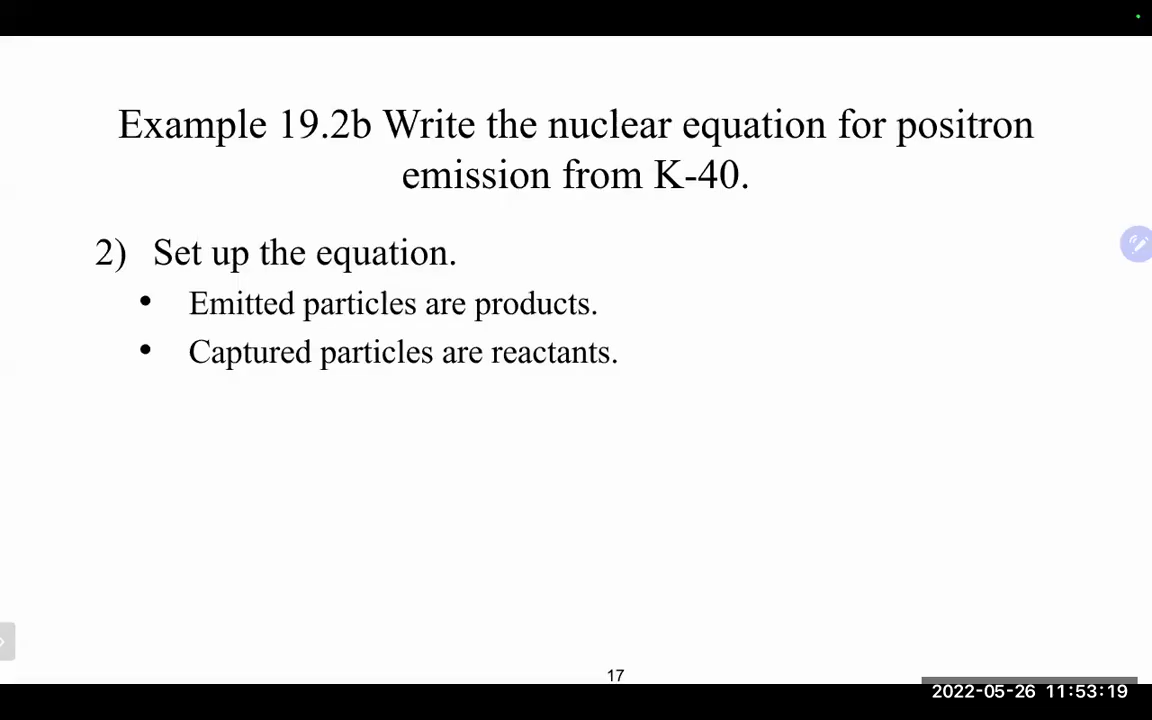 Example 19.2b Write the nuclear equation for positron
emission from K-40.
2) Set up the equation.
• Emitted particles are products.
• Captured particles are reactants.
17
2022-05-26 11:53:19